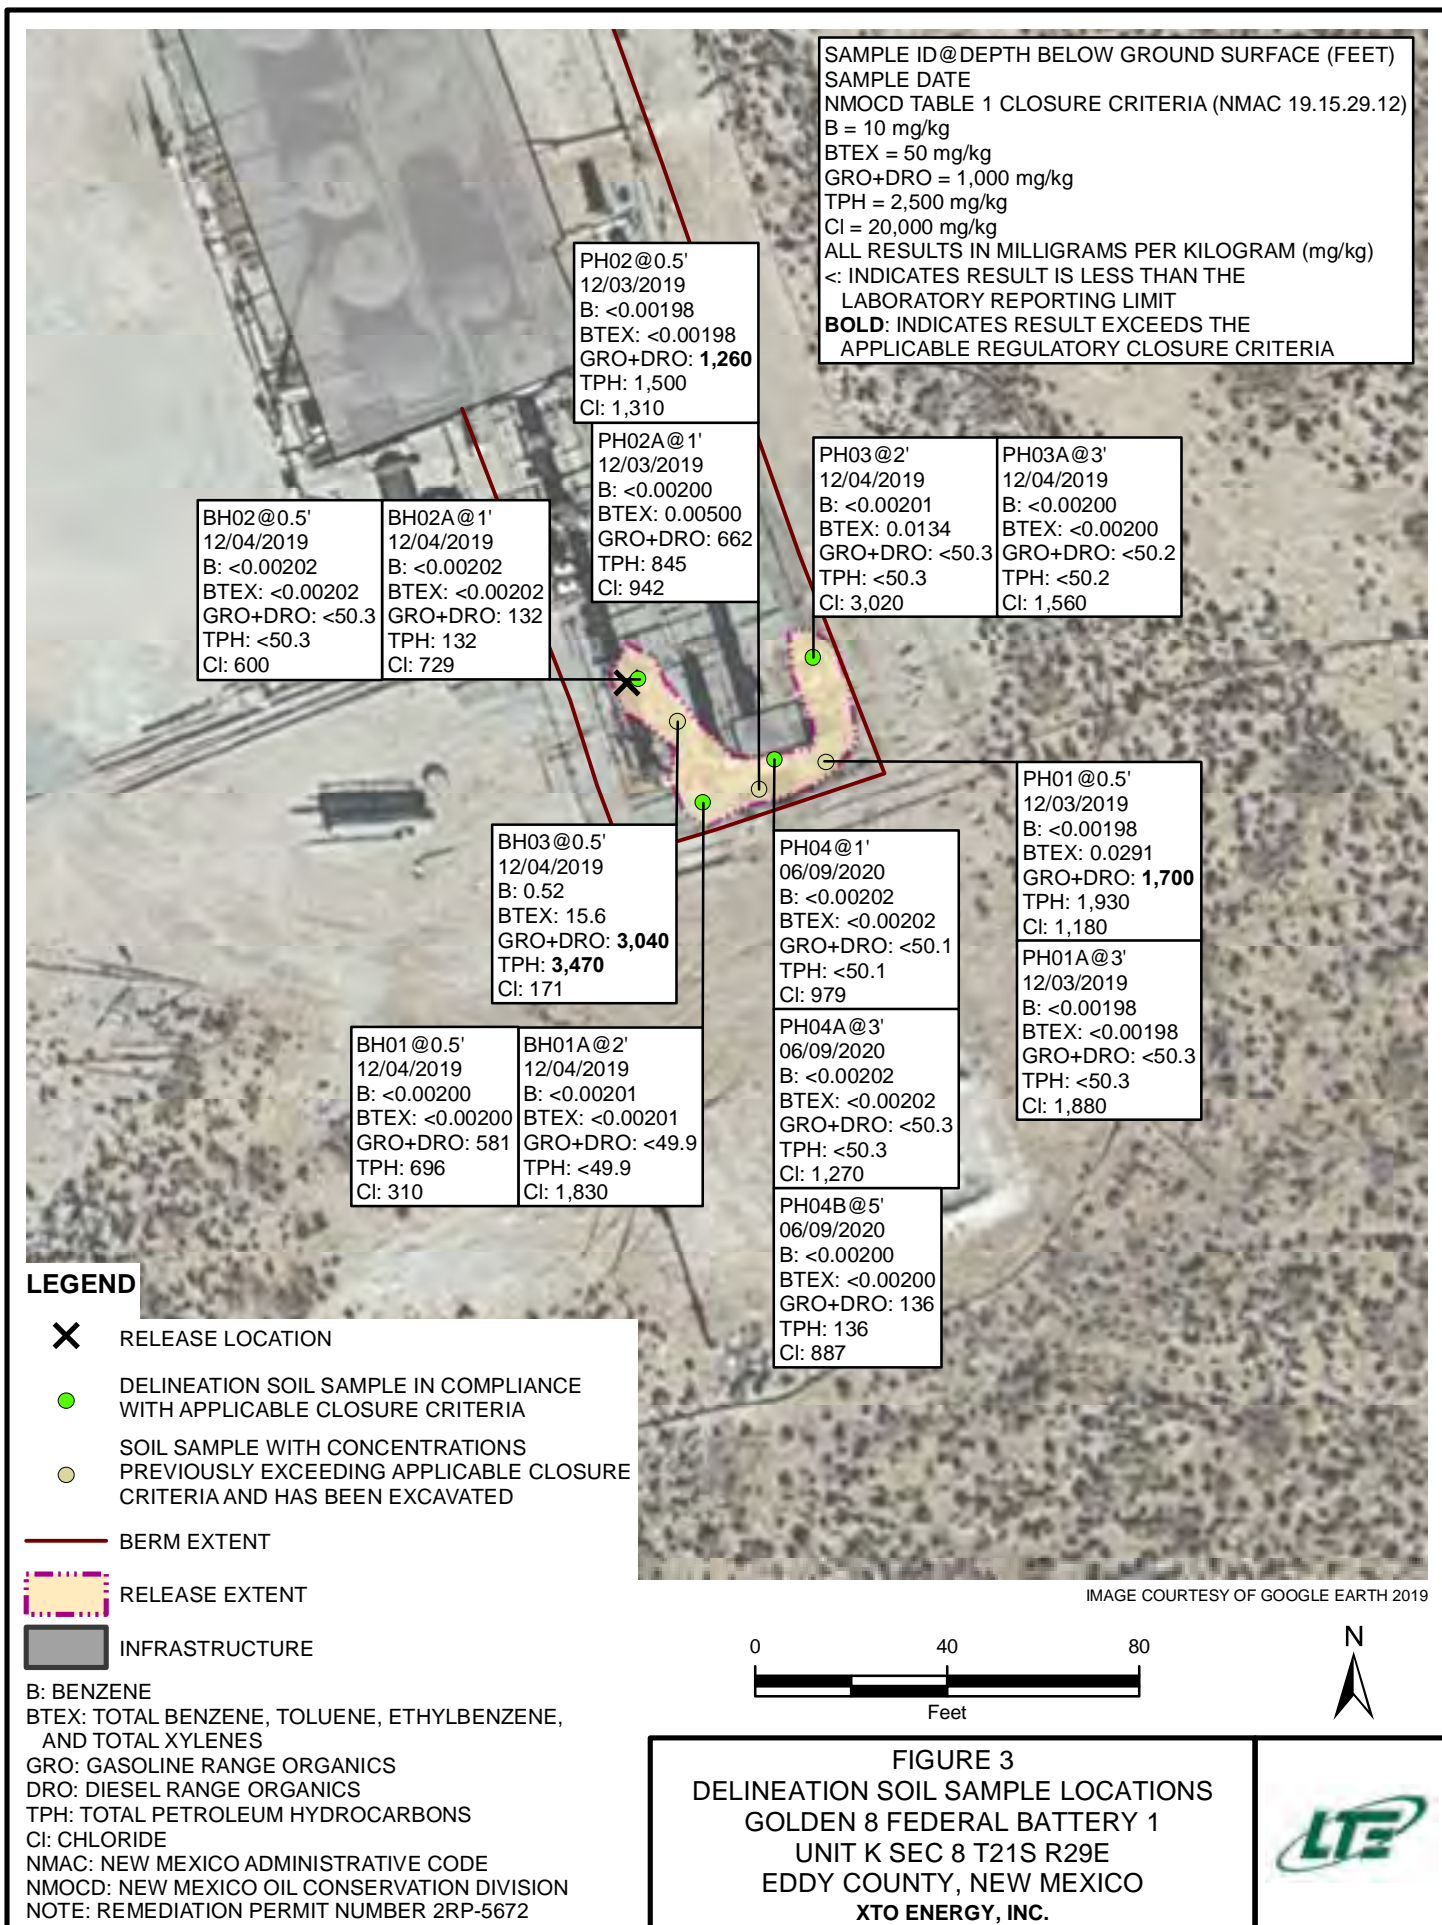 SAMPLE ID@DEPTH BELOW GROUND SURFACE (FEET)
SAMPLE DATE
NMOCD TABLE 1 CLOSURE CRITERIA (NMAC 19.15.29.12)
B = 10 mg/kg
BTEX = 50 mg/kg
GRO+DRO = 1,000 mg/kg
TPH = 2,500 mg/kg
Cl = 20,000 mg/kg
ALL RESULTS IN MILLIGRAMS PER KILOGRAM (mg/kg)
<: INDICATES RESULT IS LESS THAN THE
LABORATORY REPORTING LIMIT
BOLD: INDICATES RESULT EXCEEDS THE
APPLICABLE REGULATORY CLOSURE CRITERIA
PH02@0.5'
12/03/2019
B: <0.00198
BTEX: <0.00198
GRO+DRO: 1,260
TPH: 1,500
Cl: 1,310
PH02A@1'
12/03/2019
B: <0.00200
BTEX: 0.00500
GRO+DRO: 662
TPH: 845
Cl: 942
PH03@2'
12/04/2019
B: <0.00201
BTEX: 0.0134
GRO+DRO: <50.3
TPH: <50.3
Cl: 3,020
PH03A@3'
12/04/2019
B: <0.00200
BTEX: <0.00200
GRO+DRO: <50.2
TPH: <50.2
Cl: 1,560
BH02@0.5'
12/04/2019
B: <0.00202
BTEX: <0.00202
GRO+DRO: <50.3
TPH: <50.3
Cl: 600
BH02A@1'
12/04/2019
B: <0.00202
BTEX: <0.00202
GRO+DRO: 132
TPH: 132
Cl: 729
BH03@0.5'
12/04/2019
B: 0.52
BTEX: 15.6
GRO+DRO: 3,040
TPH: 3,470
Cl: 171
PH04@1'
06/09/2020
B: <0.00202
BTEX: <0.00202
GRO+DRO: <50.1
TPH: <50.1
Cl: 979
PH04A@3'
06/09/2020
B: <0.00202
BTEX: <0.00202
GRO+DRO: <50.3
TPH: <50.3
Cl: 1,270
PH04B@5'
06/09/2020
B: <0.00200
BTEX: <0.00200
GRO+DRO: 136
TPH: 136
Cl: 887
PH01@0.5'
12/03/2019
B: <0.00198
BTEX: 0.0291
GRO+DRO: 1,700
TPH: 1,930
Cl: 1,180
PH01A@3'
12/03/2019
B: <0.00198
BTEX: <0.00198
GRO+DRO: <50.3
TPH: <50.3
Cl: 1,880
BH01@0.5'
12/04/2019
B: <0.00200
BTEX: <0.00200
GRO+DRO: 581
TPH: 696
Cl: 310
BH01A@2'
12/04/2019
B: <0.00201
BTEX: <0.00201
GRO+DRO: <49.9
TPH: <49.9
Cl: 1,830
LEGEND
RELEASE LOCATION
DELINEATION SOIL SAMPLE IN COMPLIANCE
WITH APPLICABLE CLOSURE CRITERIA
SOIL SAMPLE WITH CONCENTRATIONS
PREVIOUSLY EXCEEDING APPLICABLE CLOSURE
CRITERIA AND HAS BEEN EXCAVATED
BERM EXTENT
RELEASE EXTENT
INFRASTRUCTURE
B: BENZENE
BTEX: TOTAL BENZENE, TOLUENE, ETHYLBENZENE,
AND TOTAL XYLENES
GRO: GASOLINE RANGE ORGANICS
DRO: DIESEL RANGE ORGANICS
TPH: TOTAL PETROLEUM HYDROCARBONS
Cl: CHLORIDE
NMAC: NEW MEXICO ADMINISTRATIVE CODE
NMOCD: NEW MEXICO OIL CONSERVATION DIVISION
NOTE: REMEDIATION PERMIT NUMBER 2RP-5672
IMAGE COURTESY OF GOOGLE EARTH 2019
0 40 80
Feet
N
FIGURE 3
DELINEATION SOIL SAMPLE LOCATIONS
GOLDEN 8 FEDERAL BATTERY 1
UNIT K SEC 8 T21S R29E
EDDY COUNTY, NEW MEXICO
XTO ENERGY, INC.
LTE